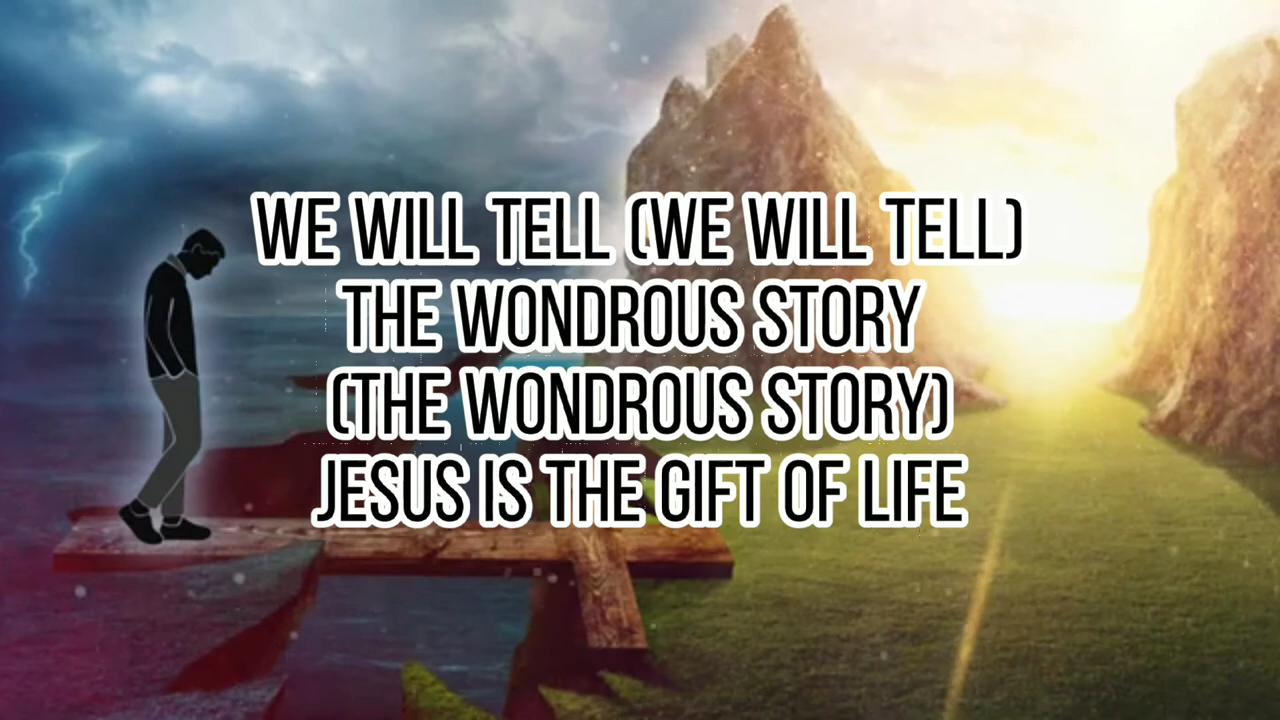 WE WILL TELL (WE WILL TELL)
THE WONDROUS STORY
(THE WONDROUS STORY)
JESUS IS THE GIFT OF LIFE